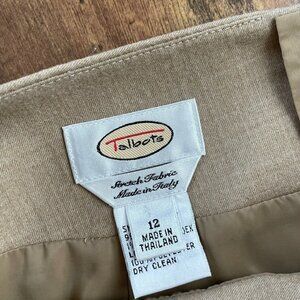 Talbots
Stretch Fabric
Made in Italy
12
MADE IN
THAILAND
DRY CLEAN